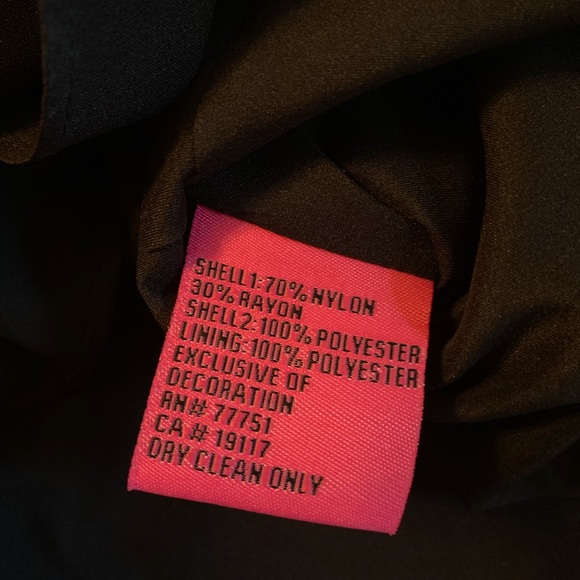 SHELL1:70% NYLON
30% RAYON
SHELL2:100% POLYESTER
LINING:100% POLYESTER
EXCLUSIVE OF
DECORATION
RN# 77751
CA # 19117
DRY CLEAN ONLY